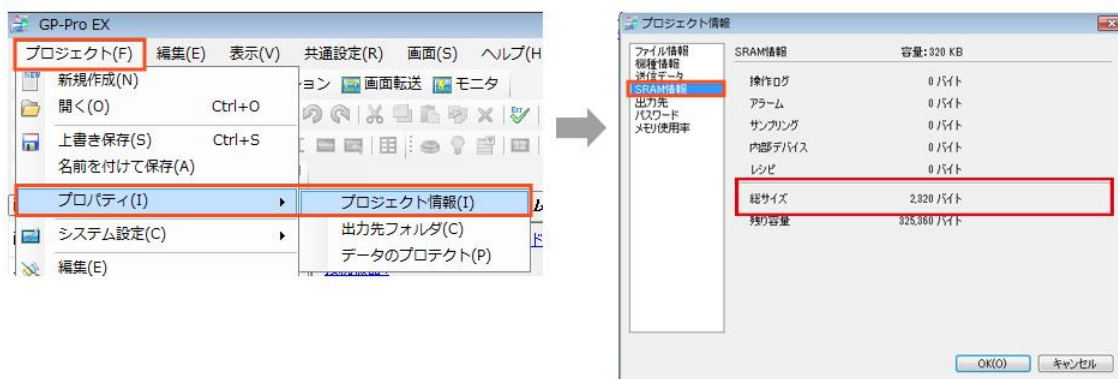 GP-Pro EX
プロジェクト(F) 編集(E) 表示(V) 共通設定(R) 画面(S) ヘルプ(H
NEW 新規作成(N)
ョン 画面転送 モニタ
開く(O) Ctrl+O
Err
上書き保存(S) Ctrl+S
名前を付けて保存(A)
プロパティ(I) プロジェクト情報(I)
出力先フォルダ(C)
システム設定(C)
データのプロテクト(P)
編集(E)
プロジェクト情報
ファイル情報
機種情報
送信データ
SRAM情報
出力先
パスワード
メモリ使用率
SRAM情報 容量:320 KB
操作ログ 0 バイト
アラーム 0 バイト
サンプリング 0 バイト
内部デバイス 0 バイト
レシピ 0 バイト
総サイズ 2,320 バイト
残り容量 325,360 バイト
OK(O) キャンセル